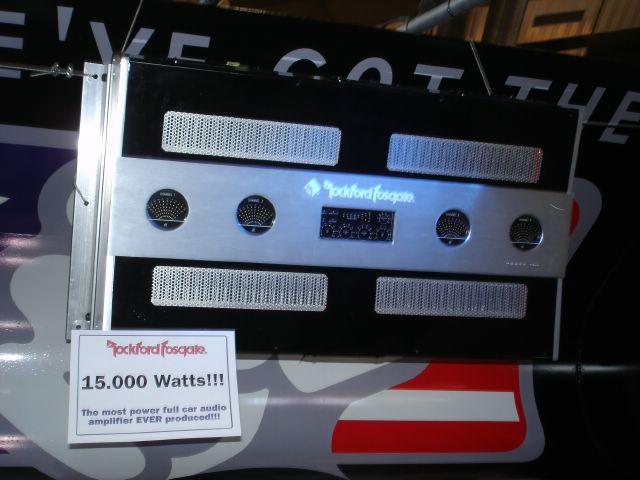 E'VE GOT THE
Rockford Fosgate.
Rockford Fosgate.
15.000 Watts!!!
The most power full car audio
amplifier EVER produced!!!